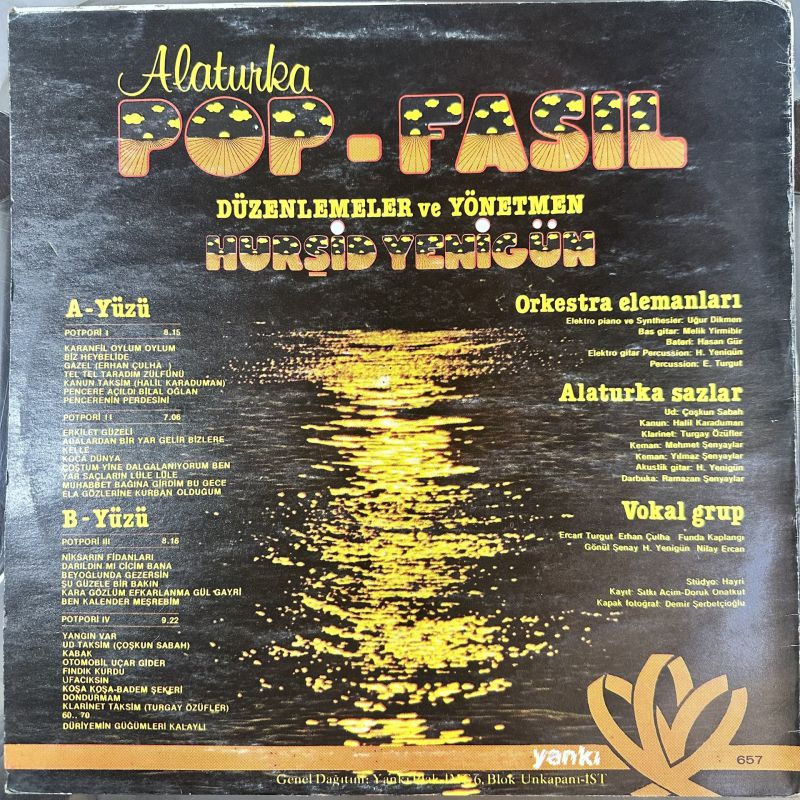 Alaturka
POP-FASIL
DÜZENLEMELER ve YÖNETMEN
HURŞİD YENİGÜN
A-Yüzü
POTPORİ I 8.15
KARANFİL OYLUM OYLUM
BİZ HEYBELİDE
GAZEL (ERHAN ÇULHA
TEL TEL TARADIM ZÜLFÜNÜ
KANUN TAKSİM (HALİL KARADUMAN)
PENCERE AÇILDI BİLAL OĞLAN
PENCERENİN PERDESİNİ
POTPORİ II 7.06
ERKİLET GÜZELİ
ADALARDAN BİR YAR GELİR BİZLERE
KELLE
KOCA DÜNYA
COŞTUM YİNE DALGALANIYORUM BEN
YAR SAÇLARIN LÜLE LÜLE
MUHABBET BAĞINA GİRDİM BU GECE
ELA GÖZLERİNE KURBAN OLDUĞUM
B-Yüzü
POTPORİ III 8.15
NİKSARIN FİDANLARI
DARILDIN MI CİCİM BANA
BEYOĞLUNDA GEZERSİN
ŞU GÜZELE BİR BAKIN
KARA GÖZLÜM EFKARLANMA GÜL GAYRİ
BEN KALENDER MEŞREBİM
POTPORİ IV 9.22
YANGIN VAR
UD TAKSİM (ÇOŞKUN SABAH)
KABAK
OTOMOBİL UÇAR GİDER
FINDIK KURDU
UFACIKSIN
KOŞA KOŞA-BADEM ŞEKERİ
DONDURMAM
KLARİNET TAKSİM (TURGAY ÖZÜFLER)
60.. 70
DÜRİYEMİN GÜĞÜMLERİ KALAYLI
Orkestra elemanları
Elektro piano ve Synthesier: Uğur Dikmen
Bas gitar: Melik Yirmibir
Bateri: Hasan Gür
Elektro gitar Percussion: H. Yenigün
Percussion: E. Turgut
Alaturka sazlar
Ud: Çoşkun Sabah
Kanun: Halil Karaduman
Klarinet: Turgay Özüfler
Keman: Mehmet Şenyaylar
Keman: Yılmaz Şenyaylar
Akustik gitar: H. Yenigün
Darbuka: Ramazan Şenyaylar
Vokal grup
Ercan Turgut Erhan Çulha Funda Kaplangı
Gönül Şenay H. Yenigün Nilay Ercan
Stüdyo: Hayri
Kayıt: Sıtkı Acim-Doruk Onatkut
Kapak fotoğraf: Demir Şerbetçioğlu
yankı
657
Genel Dağıtım: Yankı Plak-İMÇ 6. Blok Unkapanı-İST